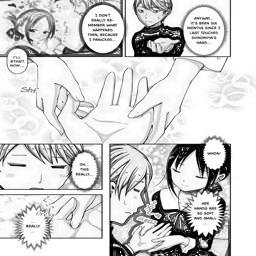 ANYWAY,
IT'S BEEN SIX
MONTHS SINCE I
LAST TOUCHED
SHINOMIYA'S
HAND...
I DON'T
REALLY RE-
MEMBER WHAT
HAPPENED
THEN, BECAUSE
I PANICKED.
I'LL
START
NOW...
WHOA!
HER
HANDS ARE
SO SOFT
AND
SMALL
OH...
THIS
REALLY...
REALLY